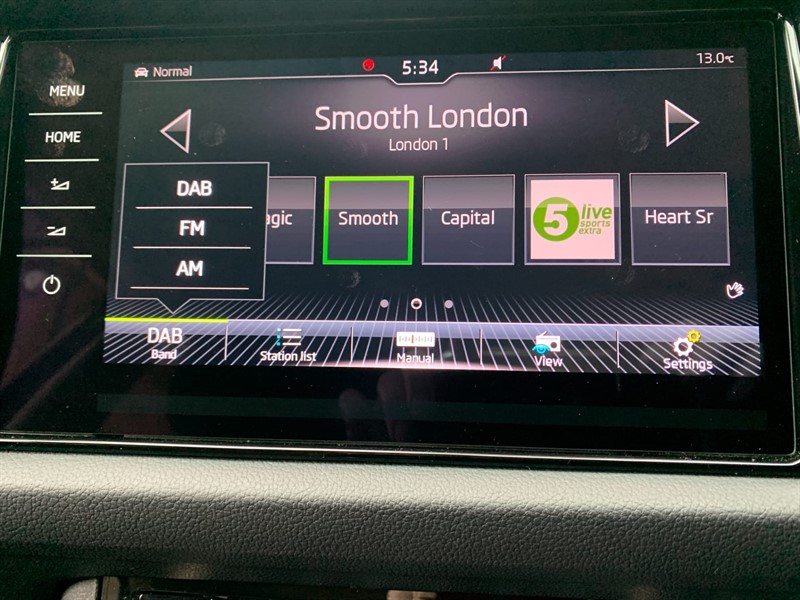 Normal
5:34
13.0°C
MENU
HOME
Smooth London
London 1
DAB
FM
AM
agic
Smooth
Capital
5 live
sports
extra
Heart Sr
DAB
Band
Station list
Manual
View
Settings